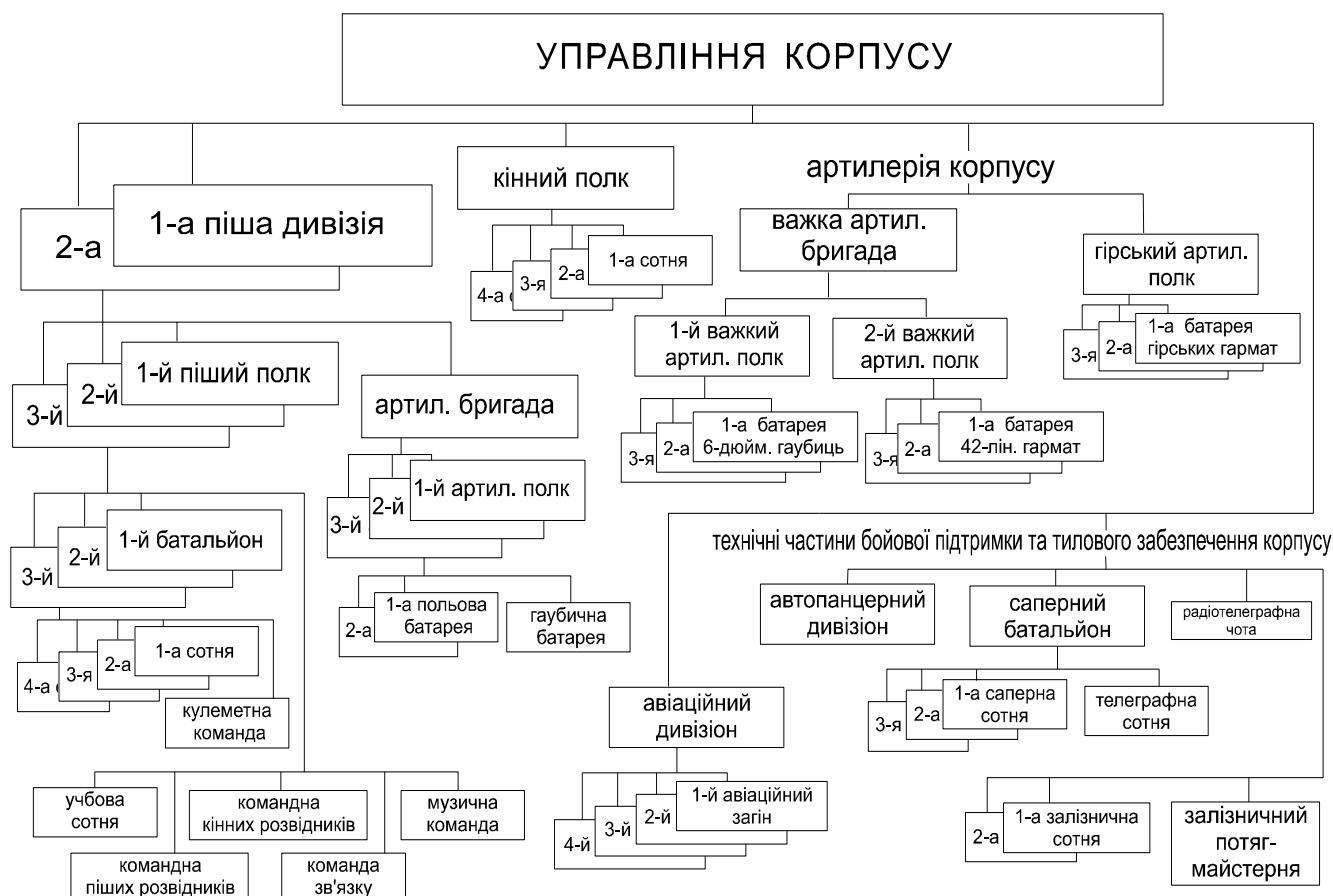 УПРАВЛІННЯ КОРПУСУ
2-а
1-а піша дивізія
кінний полк
4-а с
3-я
2-а
1-а сотня
артилерія корпусу
важка артил.
бригада
гірський артил.
полк
1-й важкий
артил. полк
2-й важкий
артил. полк
3-я
2-а
1-а батарея
гірських гармат
3-я
2-а
1-а батарея
6-дюйм. гаубиць
3-я
2-а
1-а батарея
42-лін. гармат
3-й
2-й
1-й піший полк
артил. бригада
3-й
2-й
1-й артил. полк
2-а
1-а польова
батарея
гаубична
батарея
3-й
2-й
1-й батальйон
4-а с
3-я
2-а
1-а сотня
кулеметна
команда
учбова
сотня
командна
кінних розвідників
музична
команда
командна
піших розвідників
команда
зв'язку
технічні частини бойової підтримки та тилового забезпечення корпусу
автопанцерний
дивізіон
саперний
батальйон
радіотелеграфна
чота
3-я
2-а
1-а саперна
сотня
телеграфна
сотня
авіаційний
дивізіон
4-й
3-й
2-й
1-й авіаційний
загін
2-а
1-а залізнична
сотня
залізничний
потяг-
майстерня